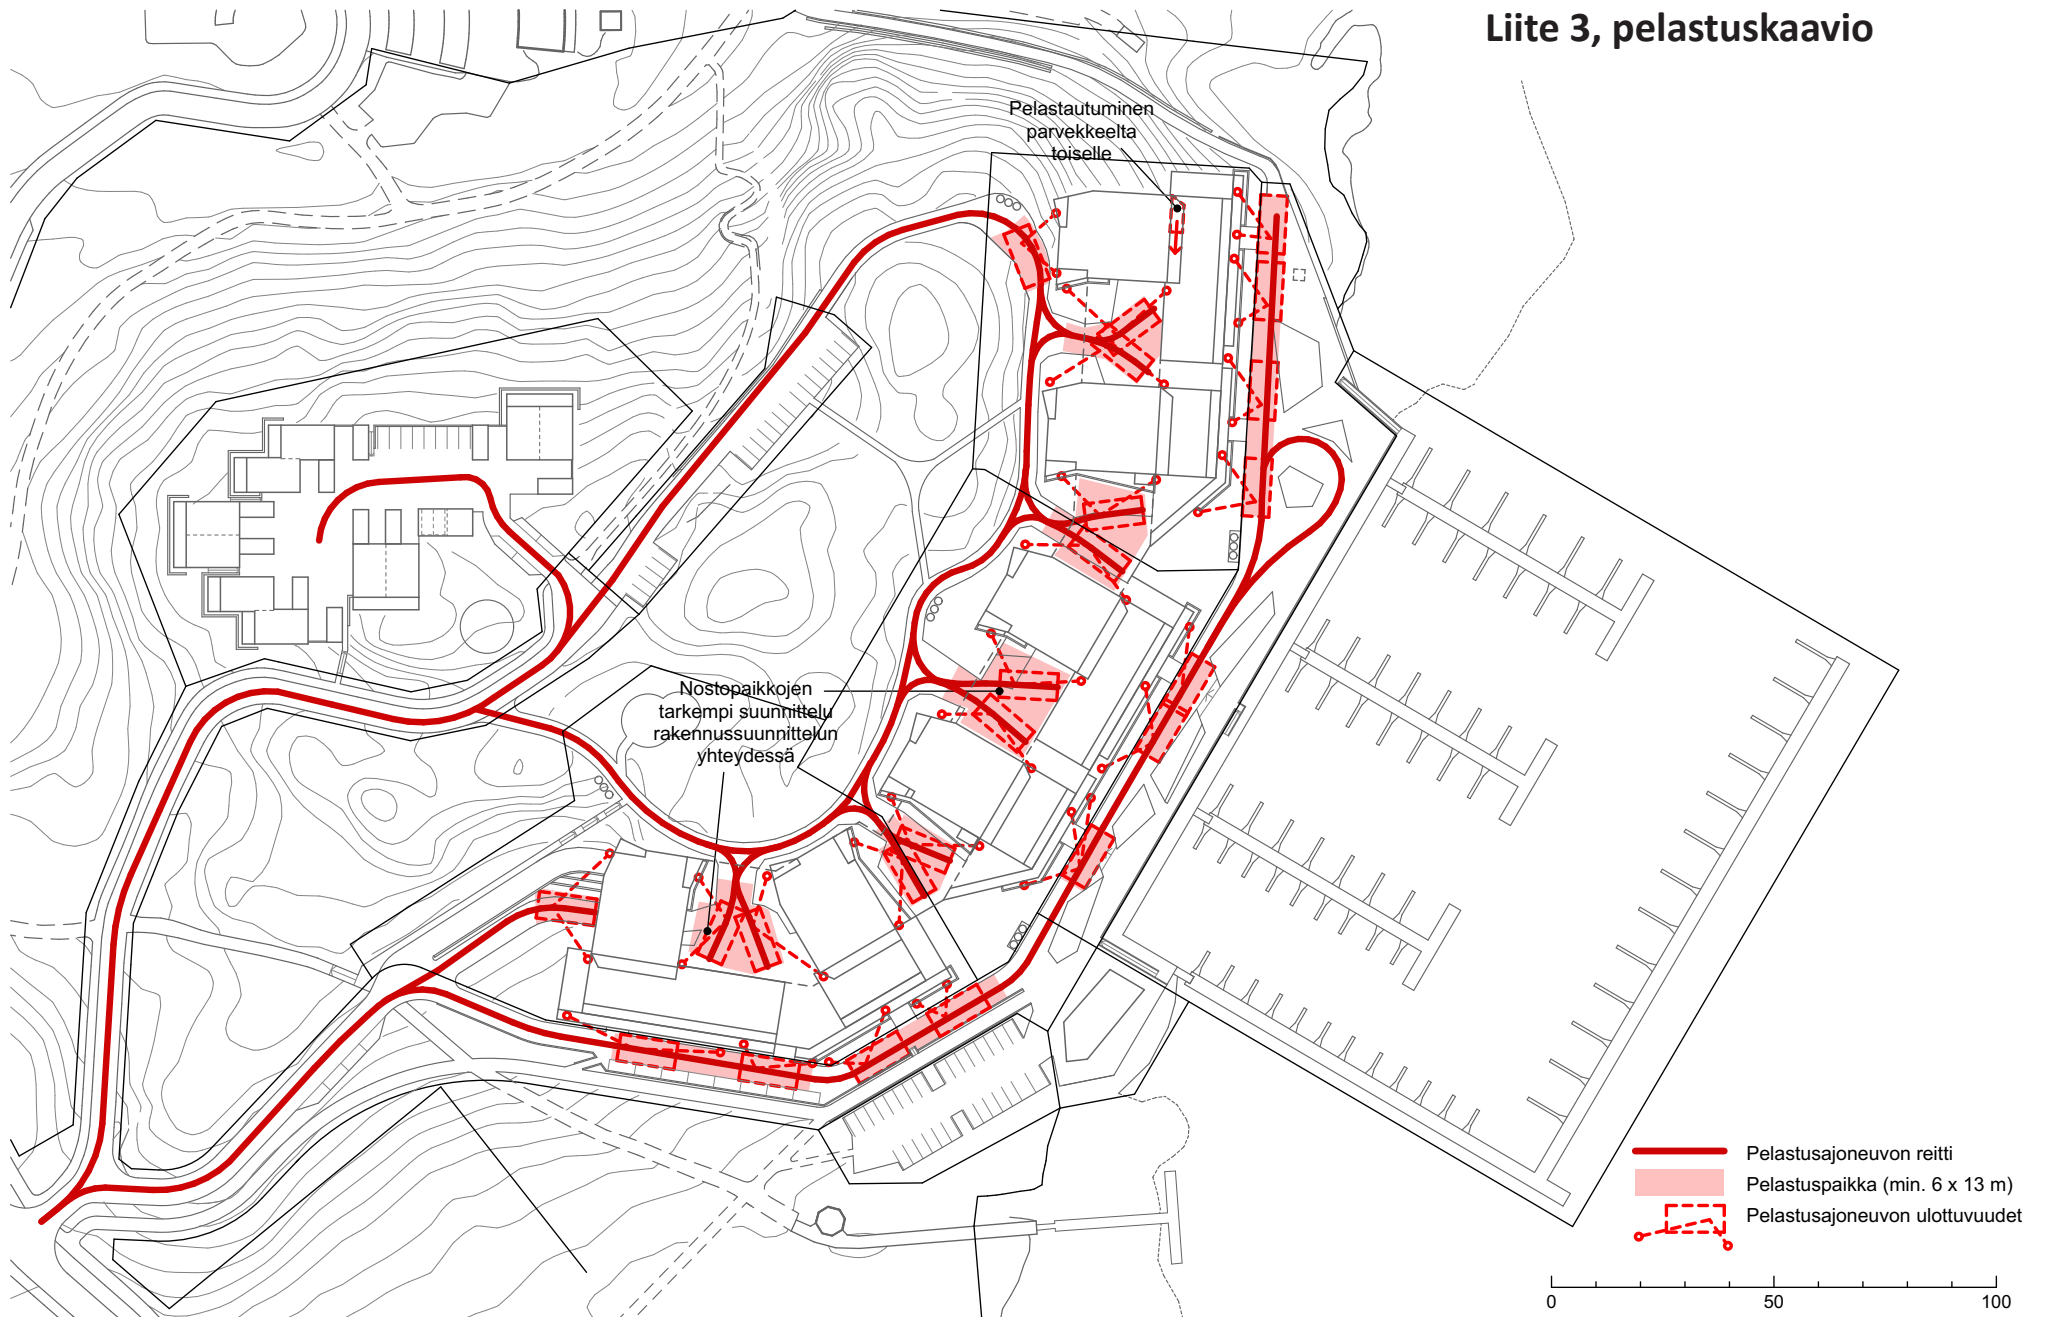 Liite 3, pelastuskaavio
Pelastautuminen
parvekkeelta
toiselle
Nostopaikkojen
tarkempi suunnittelu
rakennussuunnittelun
yhteydessä
Pelastusajoneuvon reitti
Pelastuspaikka (min. 6 x 13 m)
Pelastusajoneuvon ulottuvuudet
0 50 100